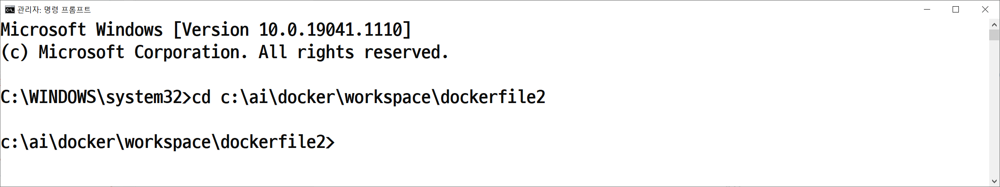 관리자: 명령 프롬프트
Microsoft Windows [Version 10.0.19041.1110]
(c) Microsoft Corporation. All rights reserved.
C:\WINDOWS\system32>cd c:\ai\docker\workspace\dockerfile2
c:\ai\docker\workspace\dockerfile2>